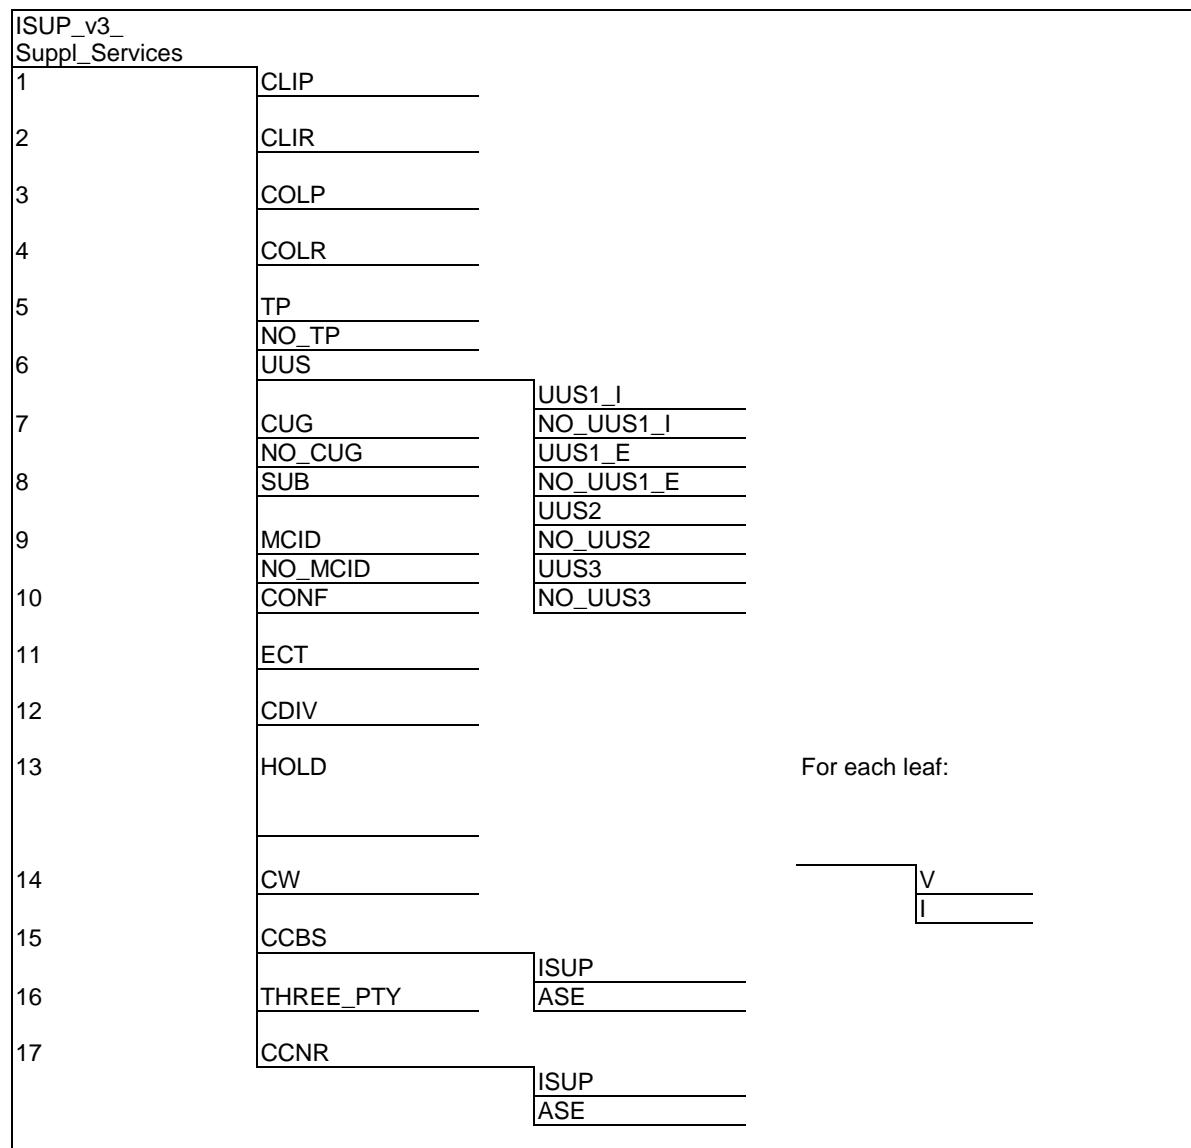 ISUP_v3_
Suppl_Services
1 CLIP
2 CLIR
3 COLP
4 COLR
5 TP
NO_TP
6 UUS
UUS1_I
7 CUG NO_UUS1_I
NO_CUG UUS1_E
8 SUB NO_UUS1_E
UUS2
9 MCID NO_UUS2
NO_MCID UUS3
10 CONF NO_UUS3
11 ECT
12 CDIV
13 HOLD For each leaf:
14 CW V
I
15 CCBS
ISUP
16 THREE_PTY ASE
17 CCNR
ISUP
ASE